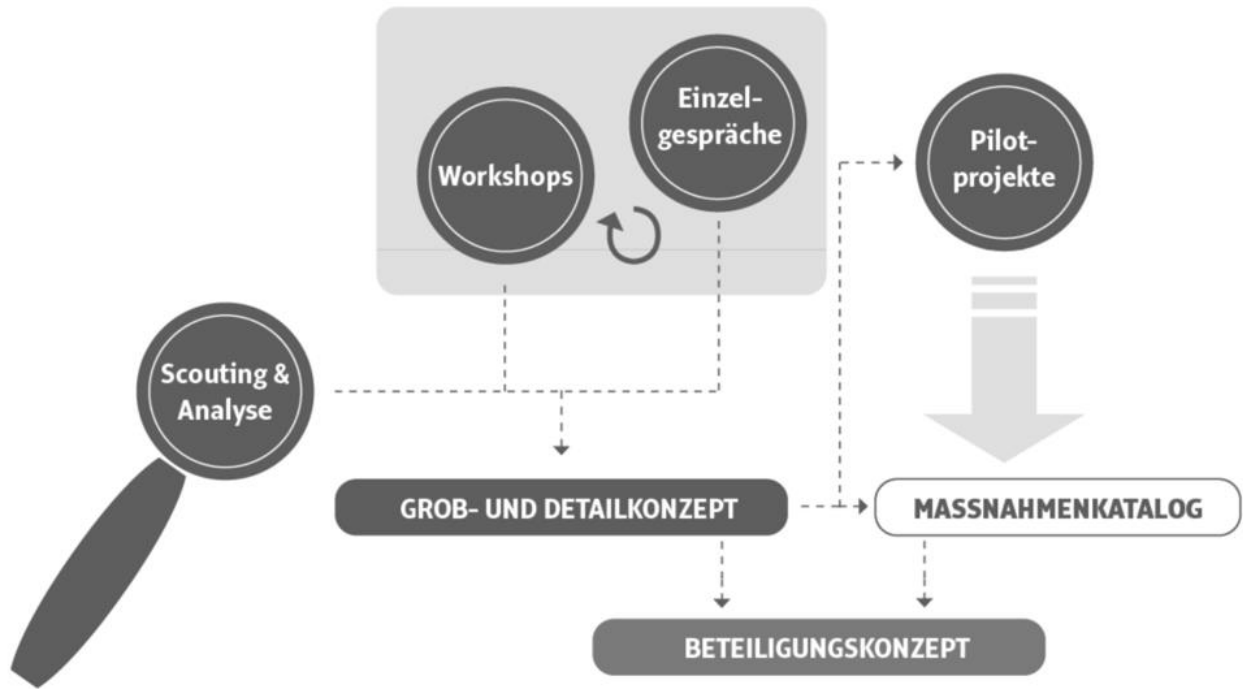 Einzel-
gespräche
Workshops
Pilot-
projekte
Scouting &
Analyse
GROB- UND DETAILKONZEPT
MASSNAHMENKATALOG
BETEILIGUNGSKONZEPT